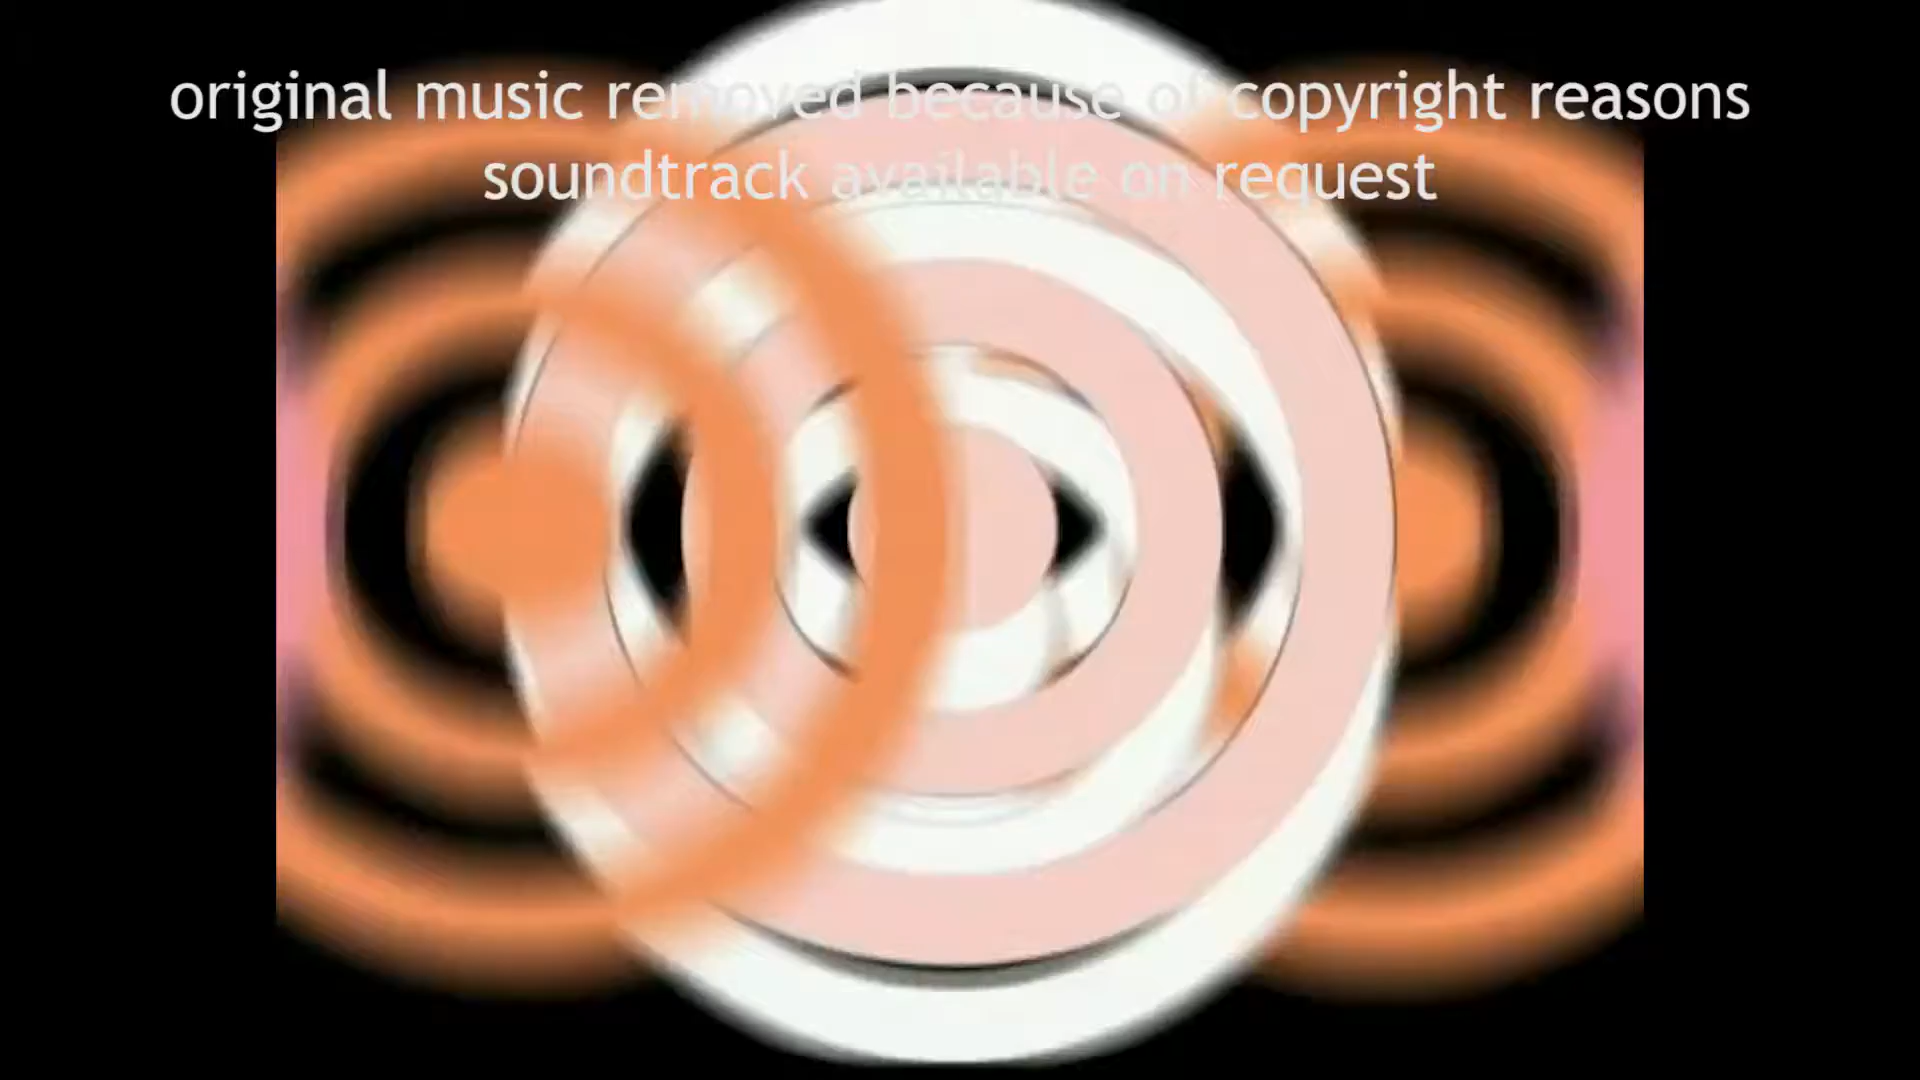 original music removed because of copyright reasons
soundtrack available on request